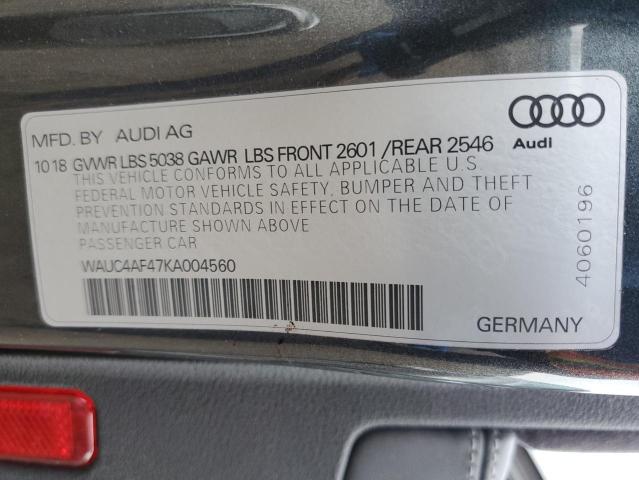 MFD. BY AUDI AG
Audi
10 18 GVWR LBS 5038 GAWR LBS FRONT 2601 /REAR 2546
THIS VEHICLE CONFORMS TO ALL APPLICABLE U.S.
FEDERAL MOTOR VEHICLE SAFETY, BUMPER AND THEFT
PREVENTION STANDARDS IN EFFECT ON THE DATE OF
MANUFACTURE SHOWN ABOVE
PASSENGER CAR
WAUC4AF47KA004560
4060196
GERMANY